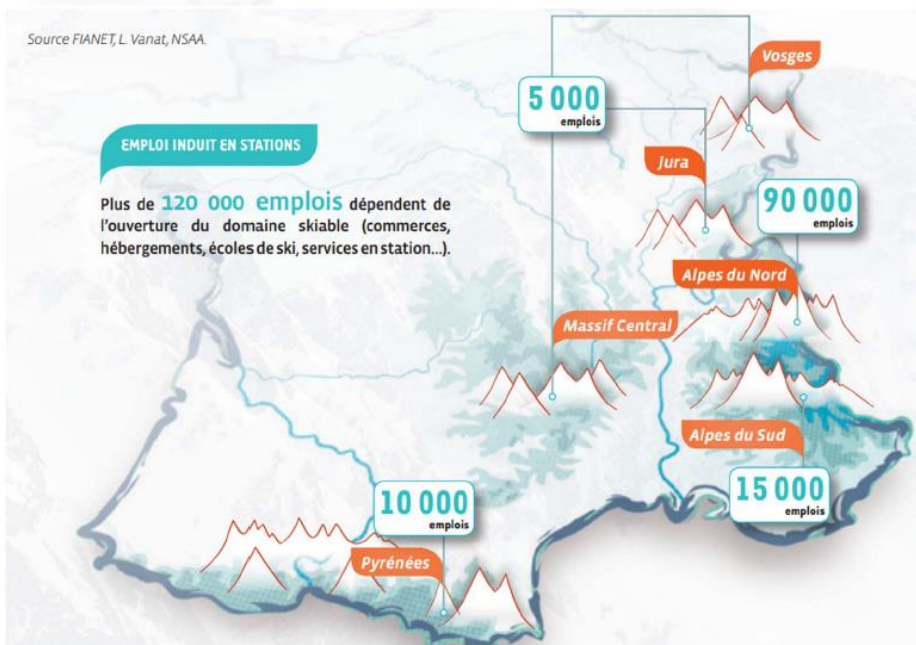 Source FIANET, L. Vanat, NSAA.
EMPLOI INDUIT EN STATIONS
Plus de 120 000 emplois dépendent de
l'ouverture du domaine skiable (commerces,
hébergements, écoles de ski, services en station...).
Vosges
5 000
emplois
Jura
90 000
emplois
Alpes du Nord
Massif Central
Alpes du Sud
15 000
emplois
10 000
emplois
Pyrénées